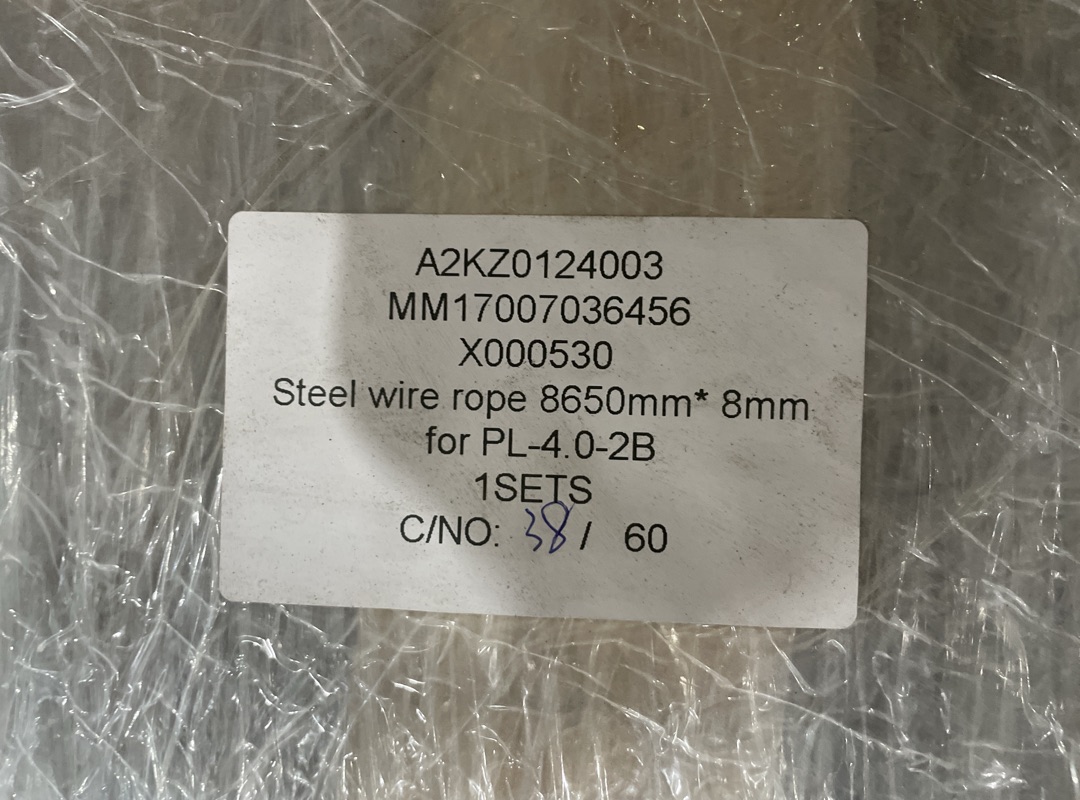 A2KZ0124003
MM17007036456
X000530
Steel wire rope 8650mm* 8mm
for PL-4.0-2B
1SETS
C/NO: 38 / 60